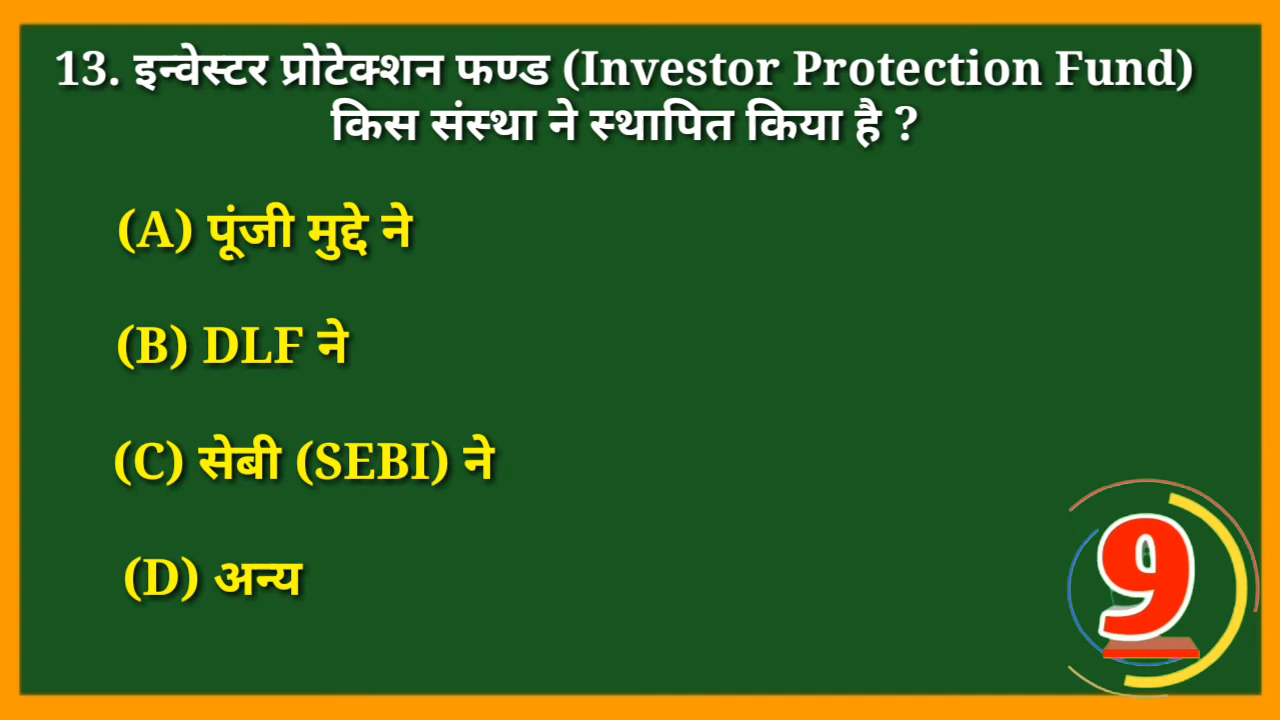 13. इन्वेस्टर प्रोटेक्शन फण्ड (Investor Protection Fund)
किस संस्था ने स्थापित किया है ?
(A) पूंजी मुद्दे ने
(B) DLF ने
(C) सेबी (SEBI) ने
(D) अन्य
9